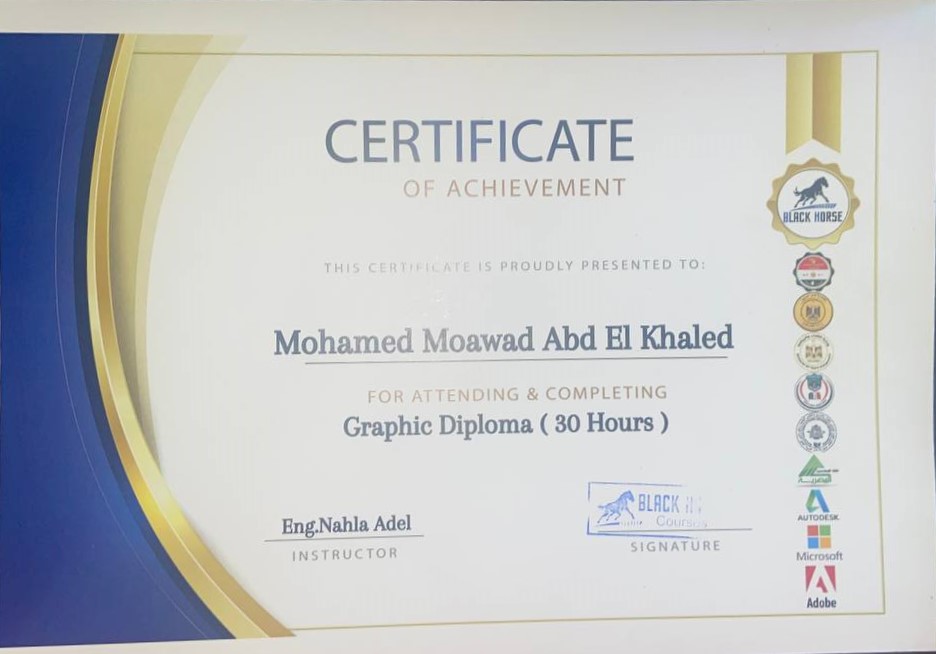 CERTIFICATE
OF ACHIEVEMENT
BLACK HORSE
THIS CERTIFICATE IS PROUDLY PRESENTED TO:
Mohamed Moawad Abd El Khaled
FOR ATTENDING & COMPLETING
Graphic Diploma ( 30 Hours )
Eng.Nahla Adel
INSTRUCTOR
BLACK
Courses
SIGNATURE
AUTODESK
Microsoft
Adobe